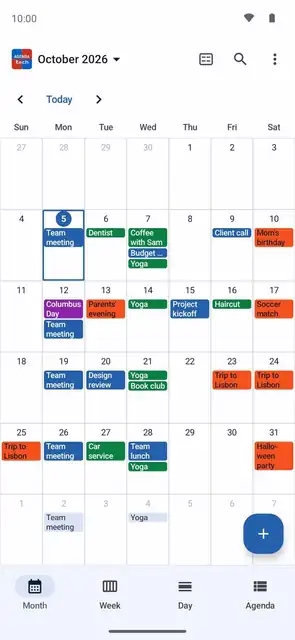 10:00
AGENDA
tech
October 2026
Today
Sun Mon Tue Wed Thu Fri Sat
27 28 29 30 1 2 3
4 5 6 7 8 9 10
Team meeting
Dentist
Coffee with Sam
Budget ...
Yoga
Client call
Mom's birthday
11 12 13 14 15 16 17
Columbus Day
Team meeting
Parents' evening
Yoga
Project kickoff
Haircut
Soccer match
18 19 20 21 22 23 24
Team meeting
Design review
Yoga
Book club
Trip to Lisbon
Trip to Lisbon
25 26 27 28 29 30 31
Trip to Lisbon
Team meeting
Car service
Team lunch
Yoga
Hallo-
ween
party
1 2 3 4 5 6 7
Team meeting
Yoga
+
Month Week Day Agenda